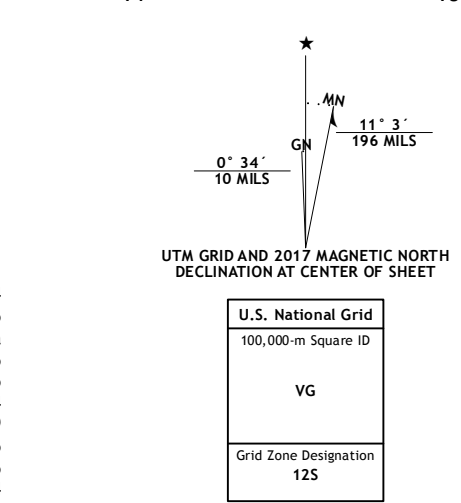 ★
MN
GN
11° 3´
196 MILS
0° 34´
10 MILS
UTM GRID AND 2017 MAGNETIC NORTH
DECLINATION AT CENTER OF SHEET
U.S. National Grid
100,000-m Square ID
VG
Grid Zone Designation
12S